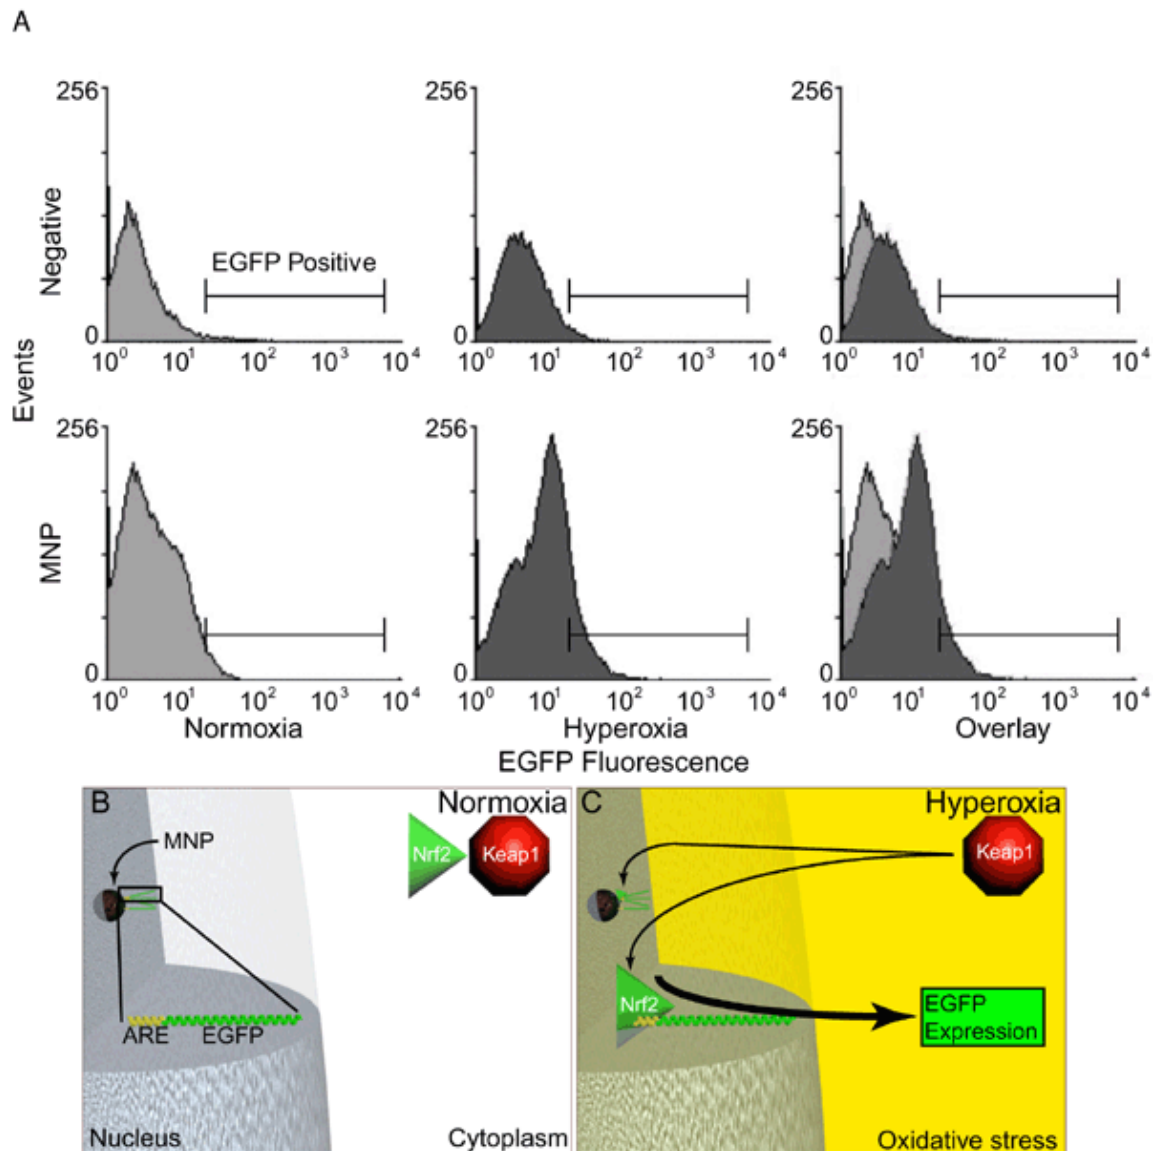 A
256
256
256
Negative
EGFP Positive
0
0
0
10^0 10^1 10^2 10^3 10^4
10^0 10^1 10^2 10^3 10^4
10^0 10^1 10^2 10^3 10^4
Events
256
256
256
MNP
0
0
0
10^0 10^1 10^2 10^3 10^4
10^0 10^1 10^2 10^3 10^4
10^0 10^1 10^2 10^3 10^4
Normoxia
Hyperoxia
Overlay
EGFP Fluorescence
B
Normoxia
MNP
Nrf2
Keap1
ARE
EGFP
Nucleus
Cytoplasm
C
Hyperoxia
Keap1
Nrf2
EGFP
Expression
Oxidative stress